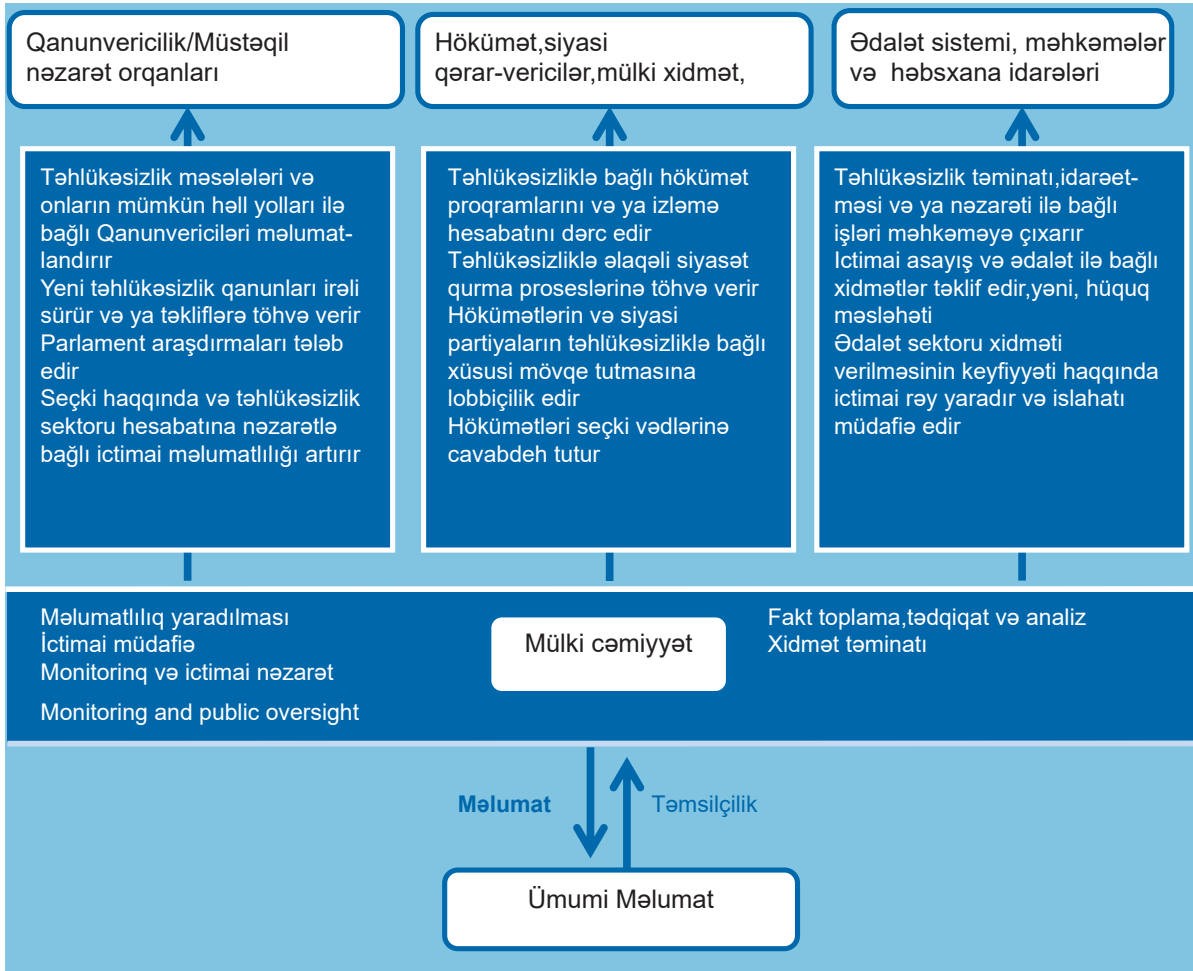 Qanunvericilik/Müstəqil
nəzarət orqanları
Hökümət,siyasi
qərar-vericilər,mülki xidmət,
Ədalət sistemi, məhkəmələr
və həbsxana idarələri
Təhlükəsizlik məsələləri və
onların mümkün həll yolları ilə
bağlı Qanunvericiləri məlumat-
landırır
Yeni təhlükəsizlik qanunları irəli
sürür və ya təkliflərə töhvə verir
Parlament araşdırmaları tələb
edir
Seçki haqqında və təhlükəsizlik
sektoru hesabatına nəzarətlə
bağlı ictimai məlumatlılığı artırır
Təhlükəsizliklə bağlı hökümət
proqramlarını və ya izləmə
hesabatını dərc edir
Təhlükəsizliklə əlaqəli siyasət
qurma proseslərinə töhvə verir
Hökümətlərin və siyasi
partiyaların təhlükəsizliklə bağlı
xüsusi mövqe tutmasına
lobbiçilik edir
Hökümətləri seçki vədlərinə
cavabdeh tutur
Təhlükəsizlik təminatı,idarəet-
məsi və ya nəzarəti ilə bağlı
işləri məhkəməyə çıxarır
Ictimai asayış və ədalət ilə bağlı
xidmətlər təklif edir,yəni, hüquq
məsləhəti
Ədalət sektoru xidməti
verilməsinin keyfiyyəti haqqında
ictimai rəy yaradır və islahatı
müdafiə edir
Məlumatlılıq yaradılması
İctimai müdafiə
Monitorinq və ictimai nəzarət
Monitoring and public oversight
Mülki cəmiyyət
Fakt toplama,tədqiqat və analiz
Xidmət təminatı
Məlumat
Təmsilçilik
Ümumi Məlumat